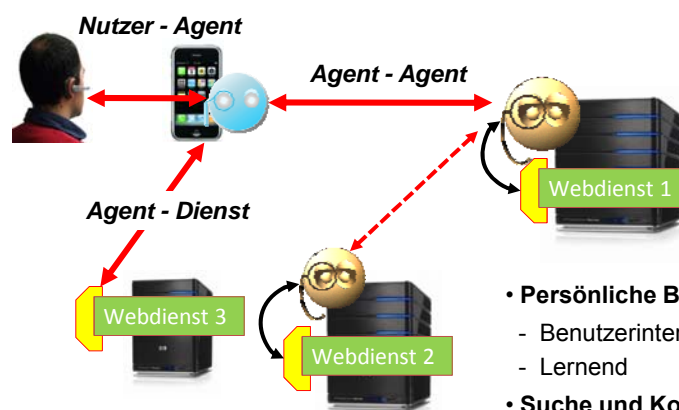 Nutzer - Agent
Agent - Agent
Webdienst 1
Agent - Dienst
Webdienst 3
Webdienst 2
• Persönliche B
- Benutzerinter
- Lernend
• Suche und Ko